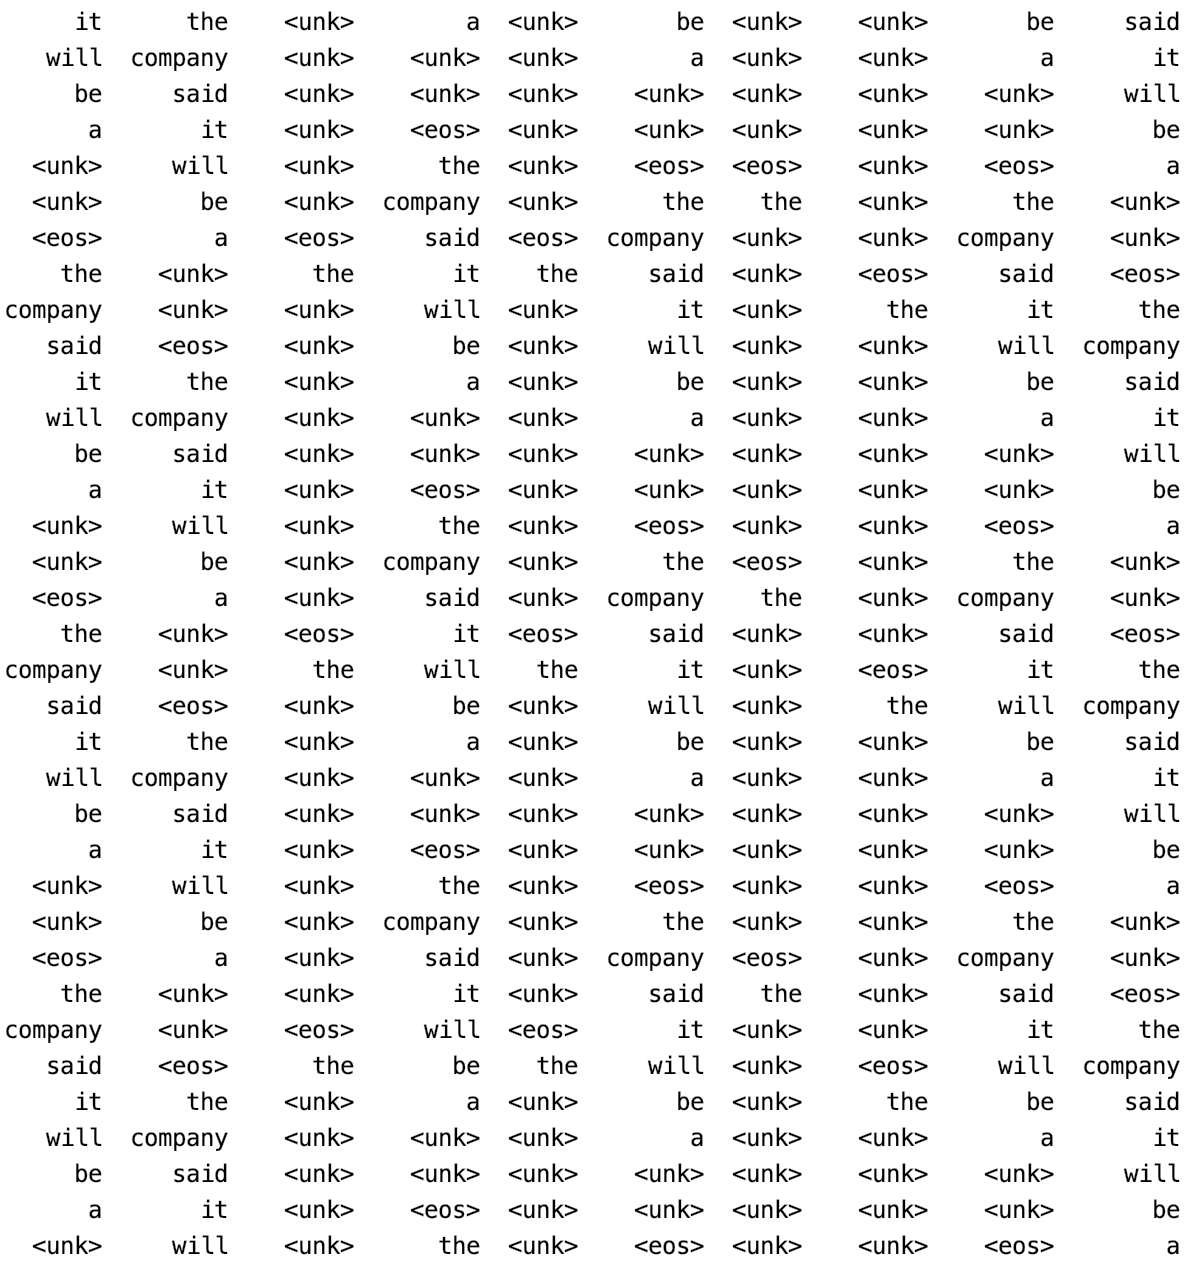 it the <unk> a <unk> be <unk> <unk> be said
will company <unk> <unk> <unk> a <unk> <unk> a it
be said <unk> <unk> <unk> <unk> <unk> <unk> <unk> will
a it <unk> <eos> <unk> <unk> <unk> <unk> <unk> be
<unk> will <unk> the <unk> <eos> <eos> <unk> <eos> a
<unk> be <unk> company <unk> the the <unk> the <unk>
<eos> a <eos> said <eos> company <unk> <unk> company <unk>
the <unk> the it the said <unk> <eos> said <eos>
company <unk> <unk> will <unk> it <unk> the it the
said <eos> <unk> be <unk> will <unk> <unk> will company
it the <unk> a <unk> be <unk> <unk> be said
will company <unk> <unk> <unk> a <unk> <unk> a it
be said <unk> <unk> <unk> <unk> <unk> <unk> <unk> will
a it <unk> <eos> <unk> <unk> <unk> <unk> <unk> be
<unk> will <unk> the <unk> <eos> <unk> <unk> <eos> a
<unk> be <unk> company <unk> the <eos> <unk> the <unk>
<eos> a <unk> said <unk> company the <unk> company <unk>
the <unk> <eos> it <eos> said <unk> <unk> said <eos>
company <unk> the will the it <unk> <eos> it the
said <eos> <unk> be <unk> will <unk> the will company
it the <unk> a <unk> be <unk> <unk> be said
will company <unk> <unk> <unk> a <unk> <unk> a it
be said <unk> <unk> <unk> <unk> <unk> <unk> <unk> will
a it <unk> <eos> <unk> <unk> <unk> <unk> <unk> be
<unk> will <unk> the <unk> <eos> <unk> <unk> <eos> a
<unk> be <unk> company <unk> the <unk> <unk> the <unk>
<eos> a <unk> said <unk> company <eos> <unk> company <unk>
the <unk> <unk> it <unk> said the <unk> said <eos>
company <unk> <eos> will <eos> it <unk> <unk> it the
said <eos> the be the will <unk> <eos> will company
it the <unk> a <unk> be <unk> the be said
will company <unk> <unk> <unk> a <unk> <unk> a it
be said <unk> <unk> <unk> <unk> <unk> <unk> <unk> will
a it <unk> <eos> <unk> <unk> <unk> <unk> <unk> be
<unk> will <unk> the <unk> <eos> <unk> <unk> <eos> a